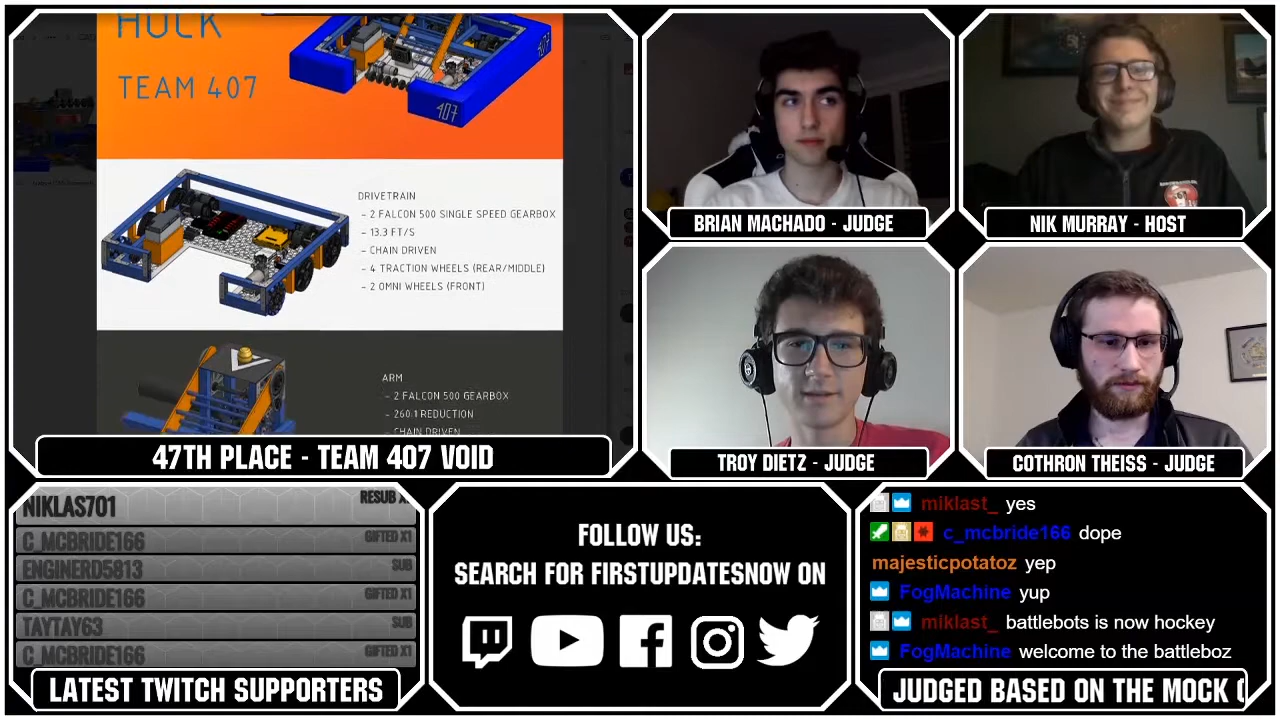 HULK
TEAM 407
407
407
DRIVETRAIN
- 2 FALCON 500 SINGLE SPEED GEARBOX
- 13.3 FT/S
- CHAIN DRIVEN
- 4 TRACTION WHEELS (REAR/MIDDLE)
- 2 OMNI WHEELS (FRONT)
ARM
- 2 FALCON 500 GEARBOX
- 260:1 REDUCTION
- CHAIN DRIVEN
47TH PLACE - TEAM 407 VOID
BRIAN MACHADO - JUDGE
NIK MURRAY - HOST
TROY DIETZ - JUDGE
COTHRON THEISS - JUDGE
NIKLAS701 RESUB
C_MCBRIDE166 GIFTED X1
ENGINERD5813 SUB
C_MCBRIDE166 GIFTED X1
TAYTAY63 SUB
C_MCBRIDE166 GIFTED X1
LATEST TWITCH SUPPORTERS
FOLLOW US:
SEARCH FOR FIRSTUPDATESNOW ON
miklast_ yes
c_mcbride166 dope
majesticpotatoz yep
FogMachine yup
miklast_ battlebots is now hockey
FogMachine welcome to the battleboz
JUDGED BASED ON THE MOCK